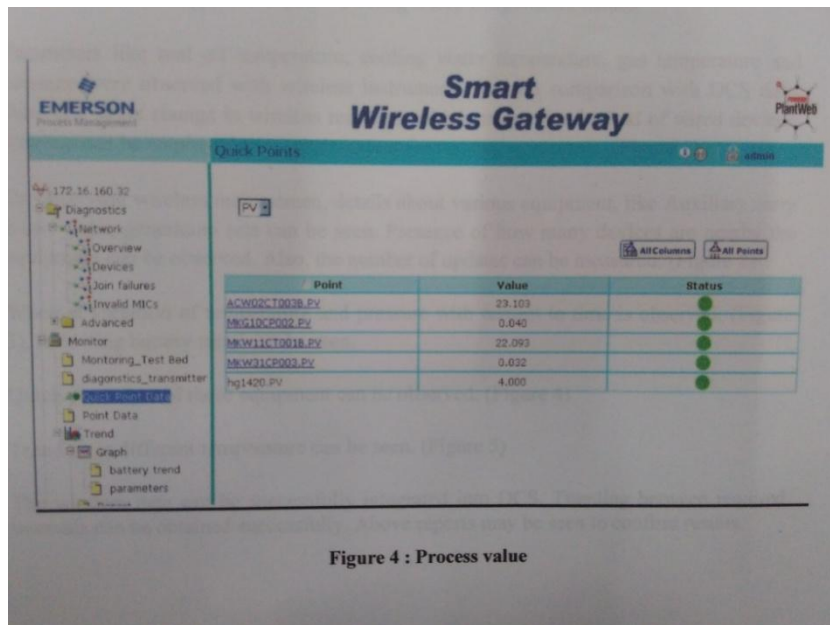 EMERSON
Process Management
Smart
Wireless Gateway
PlantWeb
Quick Points
admin
172.16.160.32
Diagnostics
Network
Overview
Devices
Join failures
Invalid MICs
Advanced
Monitor
Montoring_Test Bed
diagonstics_transmitter
Quick Point Data
Point Data
Trend
Graph
battery trend
parameters
PV
All Columns All Points
Point Value Status
ACW02CT003B.PV 23.103
MKG10CP002.PV 0.040
MKW11CT001B.PV 22.093
MKW31CP003.PV 0.032
hg1420.PV 4.000
Figure 4 : Process value